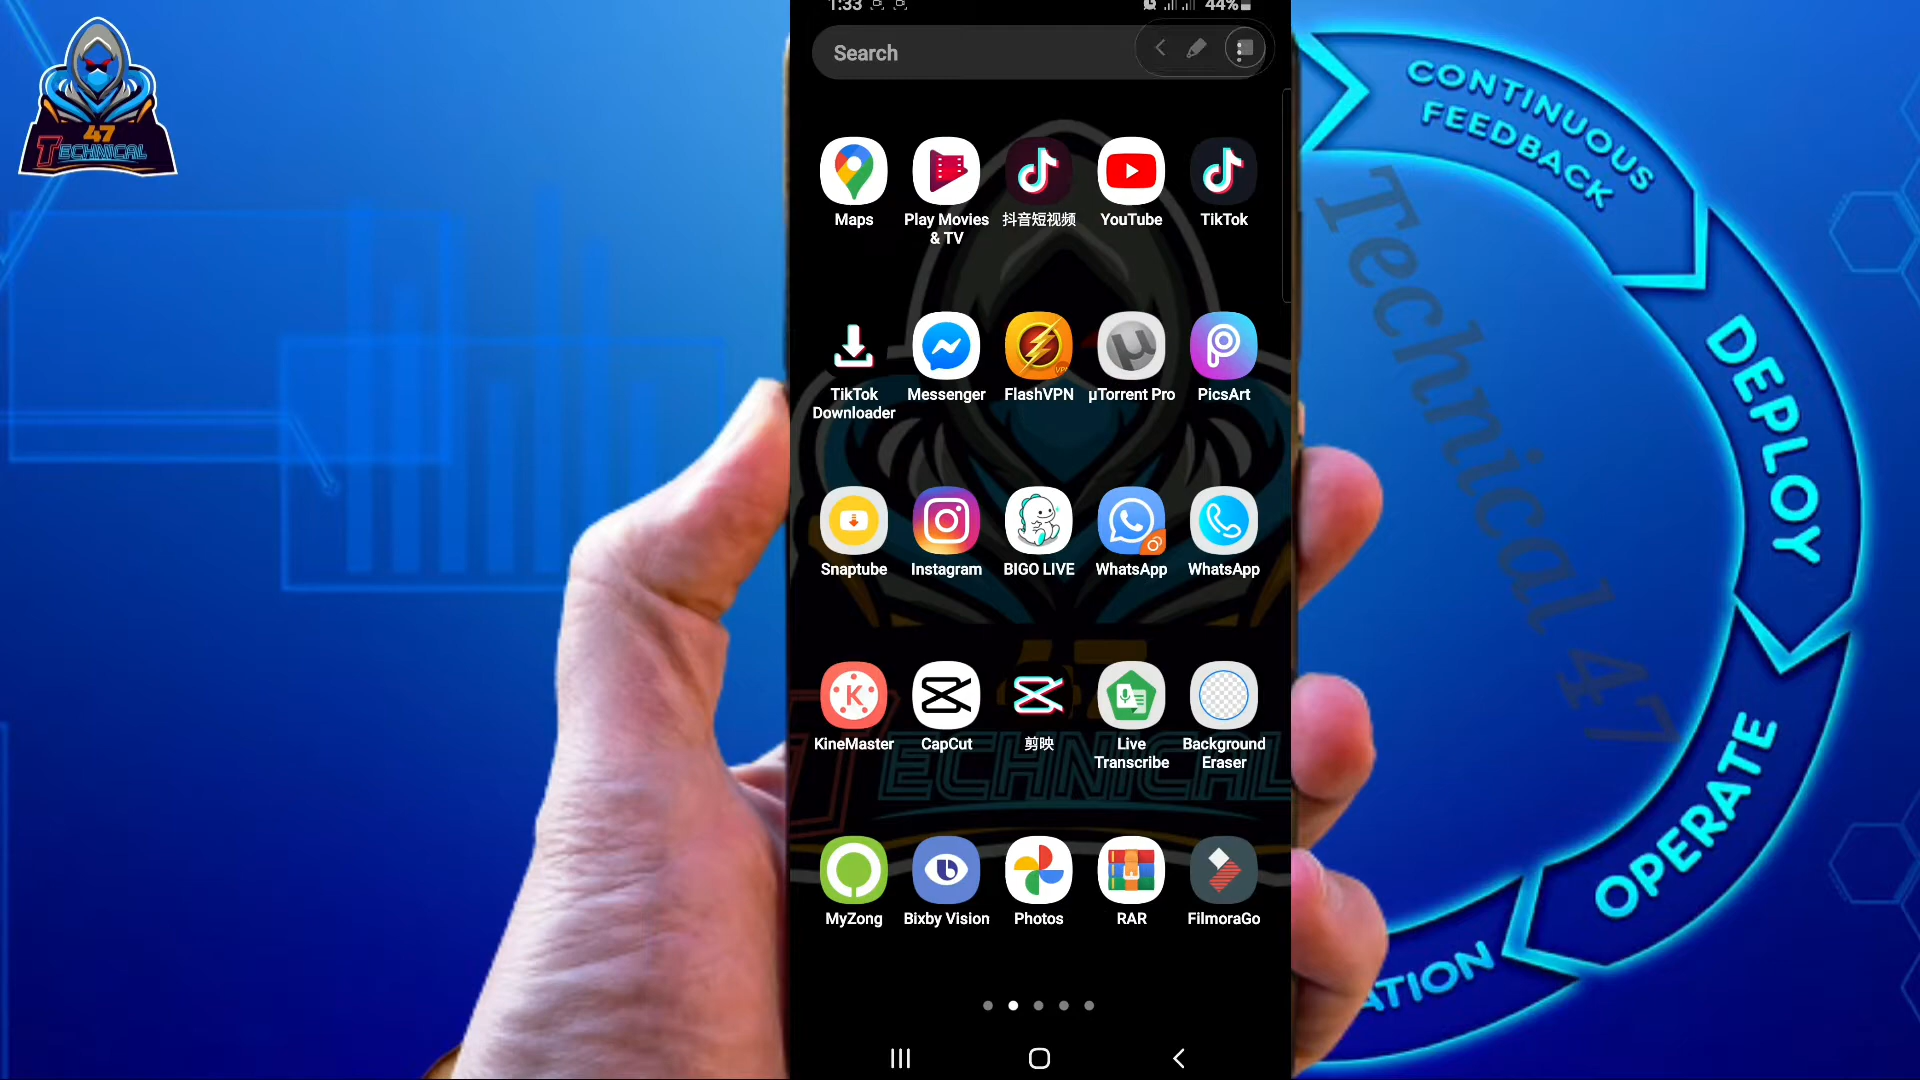 47
TECHNICAL
1:33
44%
Search
Maps
Play Movies
& TV
抖音短视频
YouTube
TikTok
TikTok
Downloader
Messenger
FlashVPN
µTorrent Pro
PicsArt
Snaptube
Instagram
BIGO LIVE
WhatsApp
WhatsApp
KineMaster
CapCut
剪映
Live
Transcribe
Background
Eraser
MyZong
Bixby Vision
Photos
RAR
FilmoraGo
47
TECHNICAL
CONTINUOUS
FEEDBACK
DEPLOY
OPERATE
ATION
Technical 47